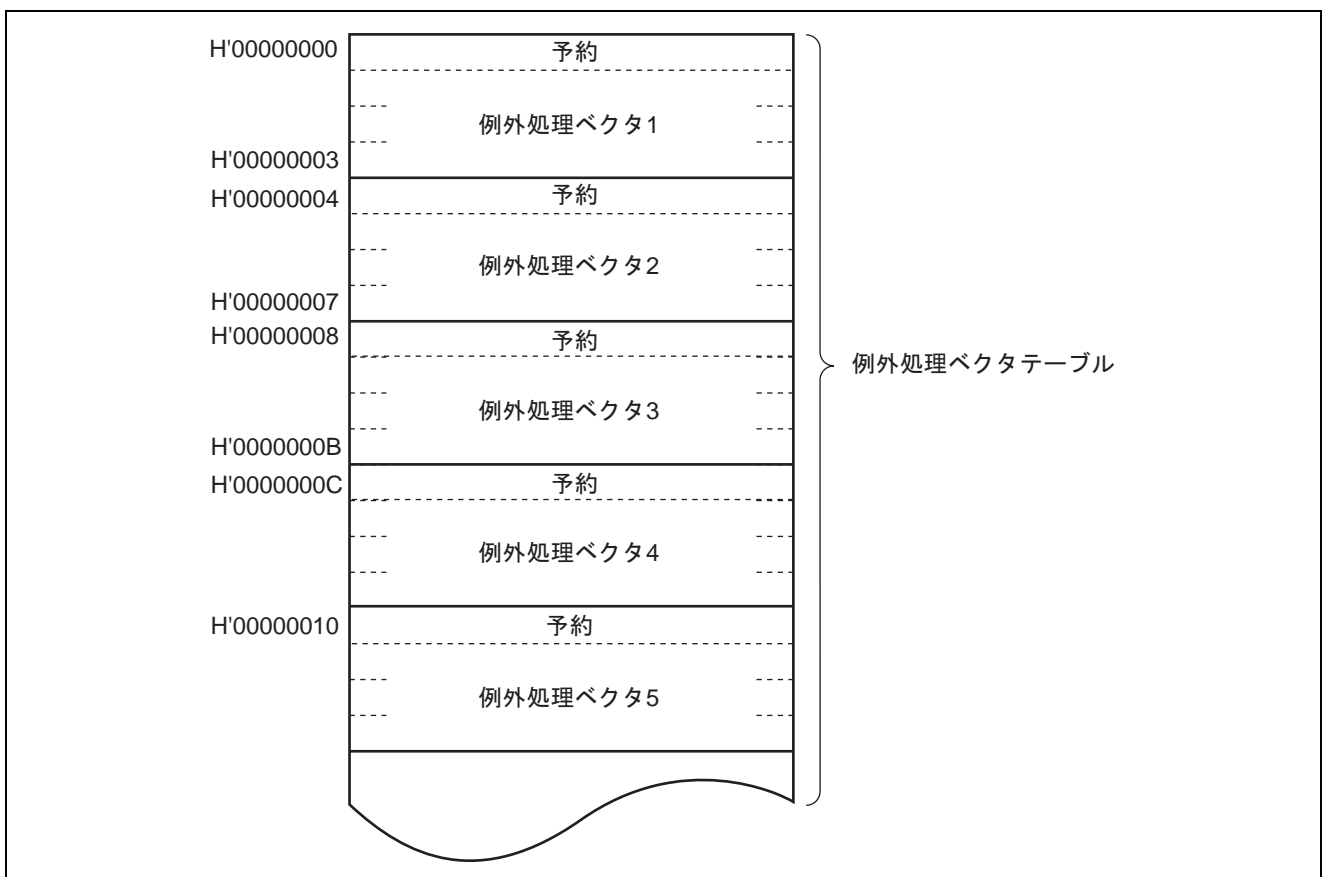 H'00000000
予約
例外処理ベクタ1
H'00000003
H'00000004
予約
例外処理ベクタ2
H'00000007
H'00000008
予約
例外処理ベクタテーブル
例外処理ベクタ3
H'0000000B
H'0000000C
予約
例外処理ベクタ4
H'00000010
予約
例外処理ベクタ5